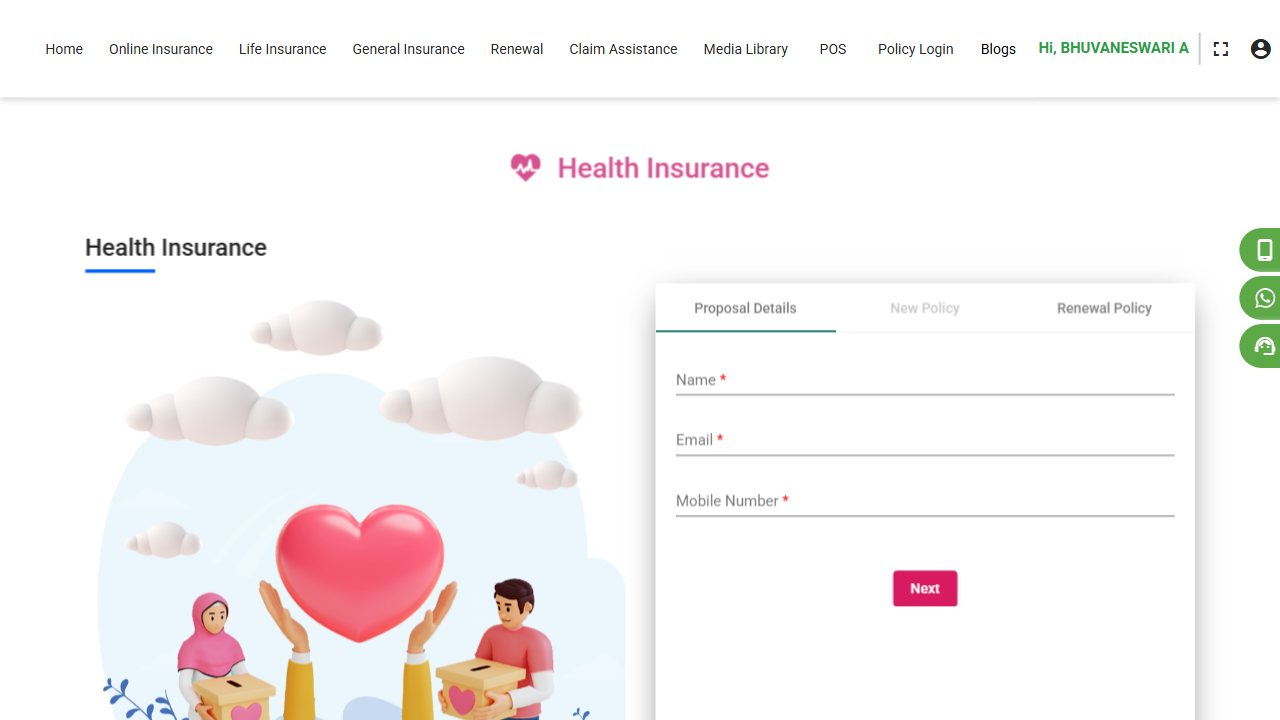 Home Online Insurance Life Insurance General Insurance Renewal Claim Assistance Media Library POS Policy Login Blogs Hi, BHUVANESWARI A
Health Insurance
Health Insurance
Proposal Details New Policy Renewal Policy
Name *
Email *
Mobile Number *
Next